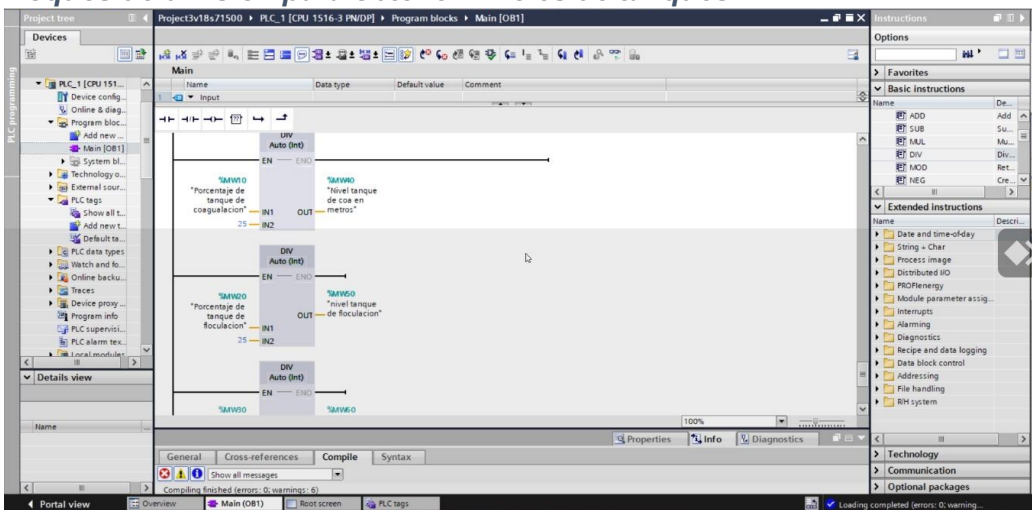 Project tree
Project3v18s71500 ▸ PLC_1 [CPU 1516-3 PN/DP] ▸ Program blocks ▸ Main [OB1]
Instructions
Devices
Options
PLC programming
Main
Name Data type Default value Comment
1 Input
PLC_1 [CPU 151...
Device config...
Online & diag...
Program bloc...
Add new ...
Main [OB1]
System bl...
Technology o...
External sour...
PLC tags
Show all t...
Add new t...
Default ta...
PLC data types
Watch and fo...
Online backu...
Traces
Device proxy ...
Program info
PLC supervisi...
PLC alarm tex...
Local modules
Details view
Name
DIV
Auto (Int)
EN ENO
%MW10 %MW40
"Porcentaje de "Nivel tanque
tanque de de coa en
coagualacion" IN1 OUT metros"
25 IN2
DIV
Auto (Int)
EN ENO
%MW20 %MW50
"Porcentaje de "nivel tanque
tanque de OUT de floculacion"
floculacion" IN1
25 IN2
DIV
Auto (Int)
EN ENO
%MW30 %MW60
100%
Properties Info Diagnostics
General Cross-references Compile Syntax
Show all messages
Compiling finished (errors: 0; warnings: 6)
Favorites
Basic instructions
Name De...
ADD Add
SUB Su...
MUL Mu...
DIV Div...
MOD Ret...
NEG Cre...
Extended instructions
Name Descri...
Date and time-of-day
String + Char
Process image
Distributed I/O
PROFIenergy
Module parameter assig...
Interrupts
Alarming
Diagnostics
Recipe and data logging
Data block control
Addressing
File handling
R/H system
Technology
Communication
Optional packages
Portal view Overview Main (OB1) Root screen PLC tags Loading completed (errors: 0; warning...